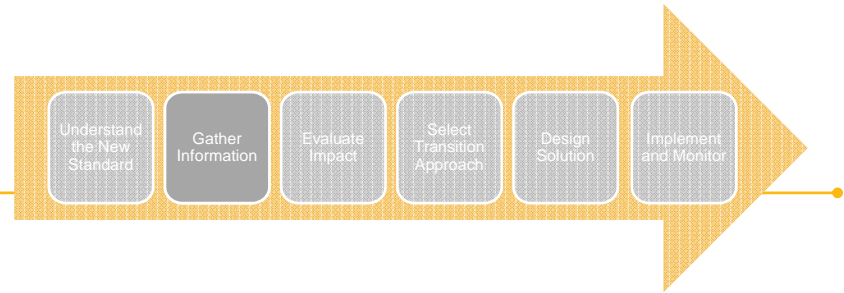 Understand
the New
Standard
Gather
Information
Evaluate
Impact
Select
Transition
Approach
Design
Solution
Implement
and Monitor